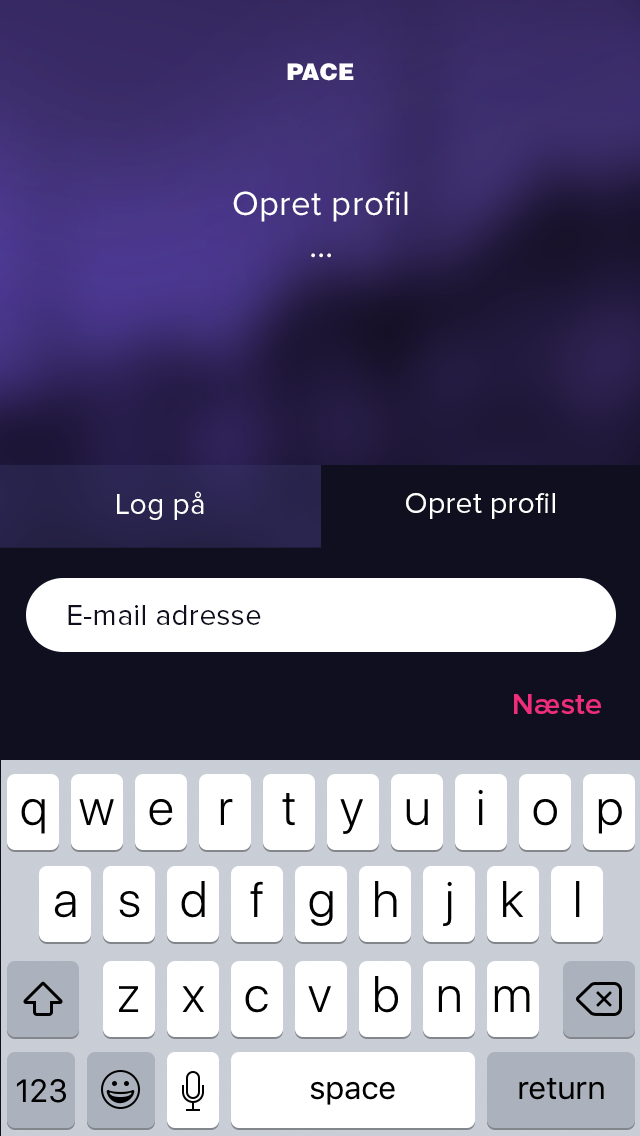 PACE
Opret profil
...
Log på
Opret profil
E-mail adresse
Næste
q w e r t y u i o p
a s d f g h j k l
z x c v b n m
123 space return